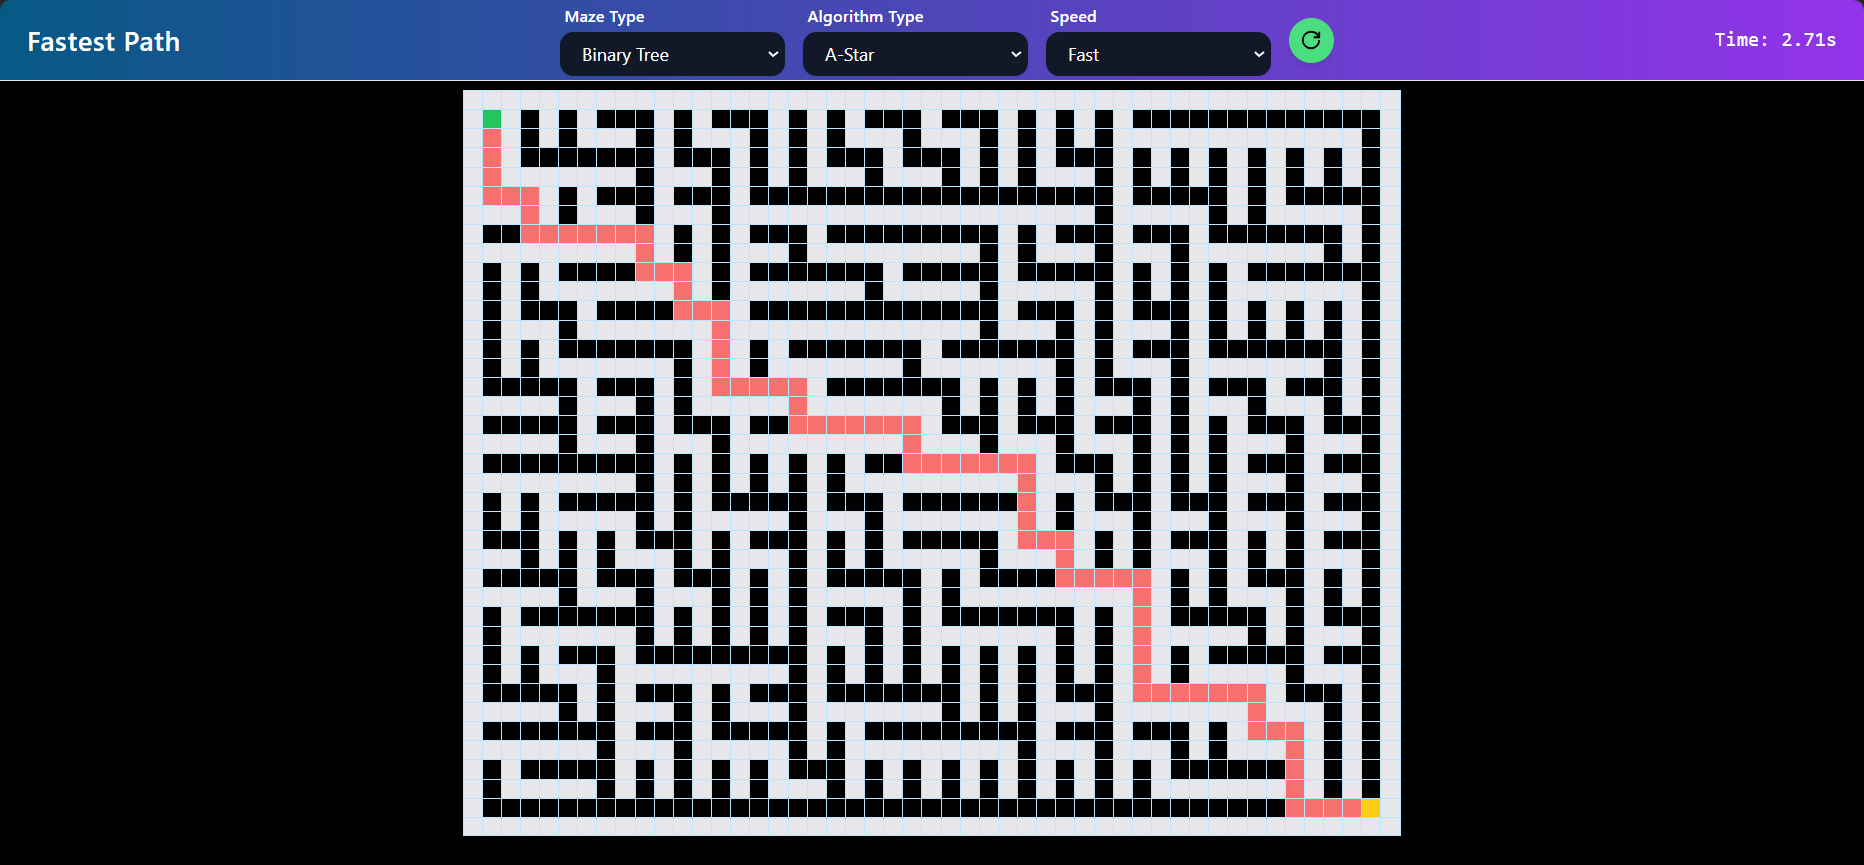 Fastest Path
Maze Type
Binary Tree
Algorithm Type
A-Star
Speed
Fast
Time: 2.71s